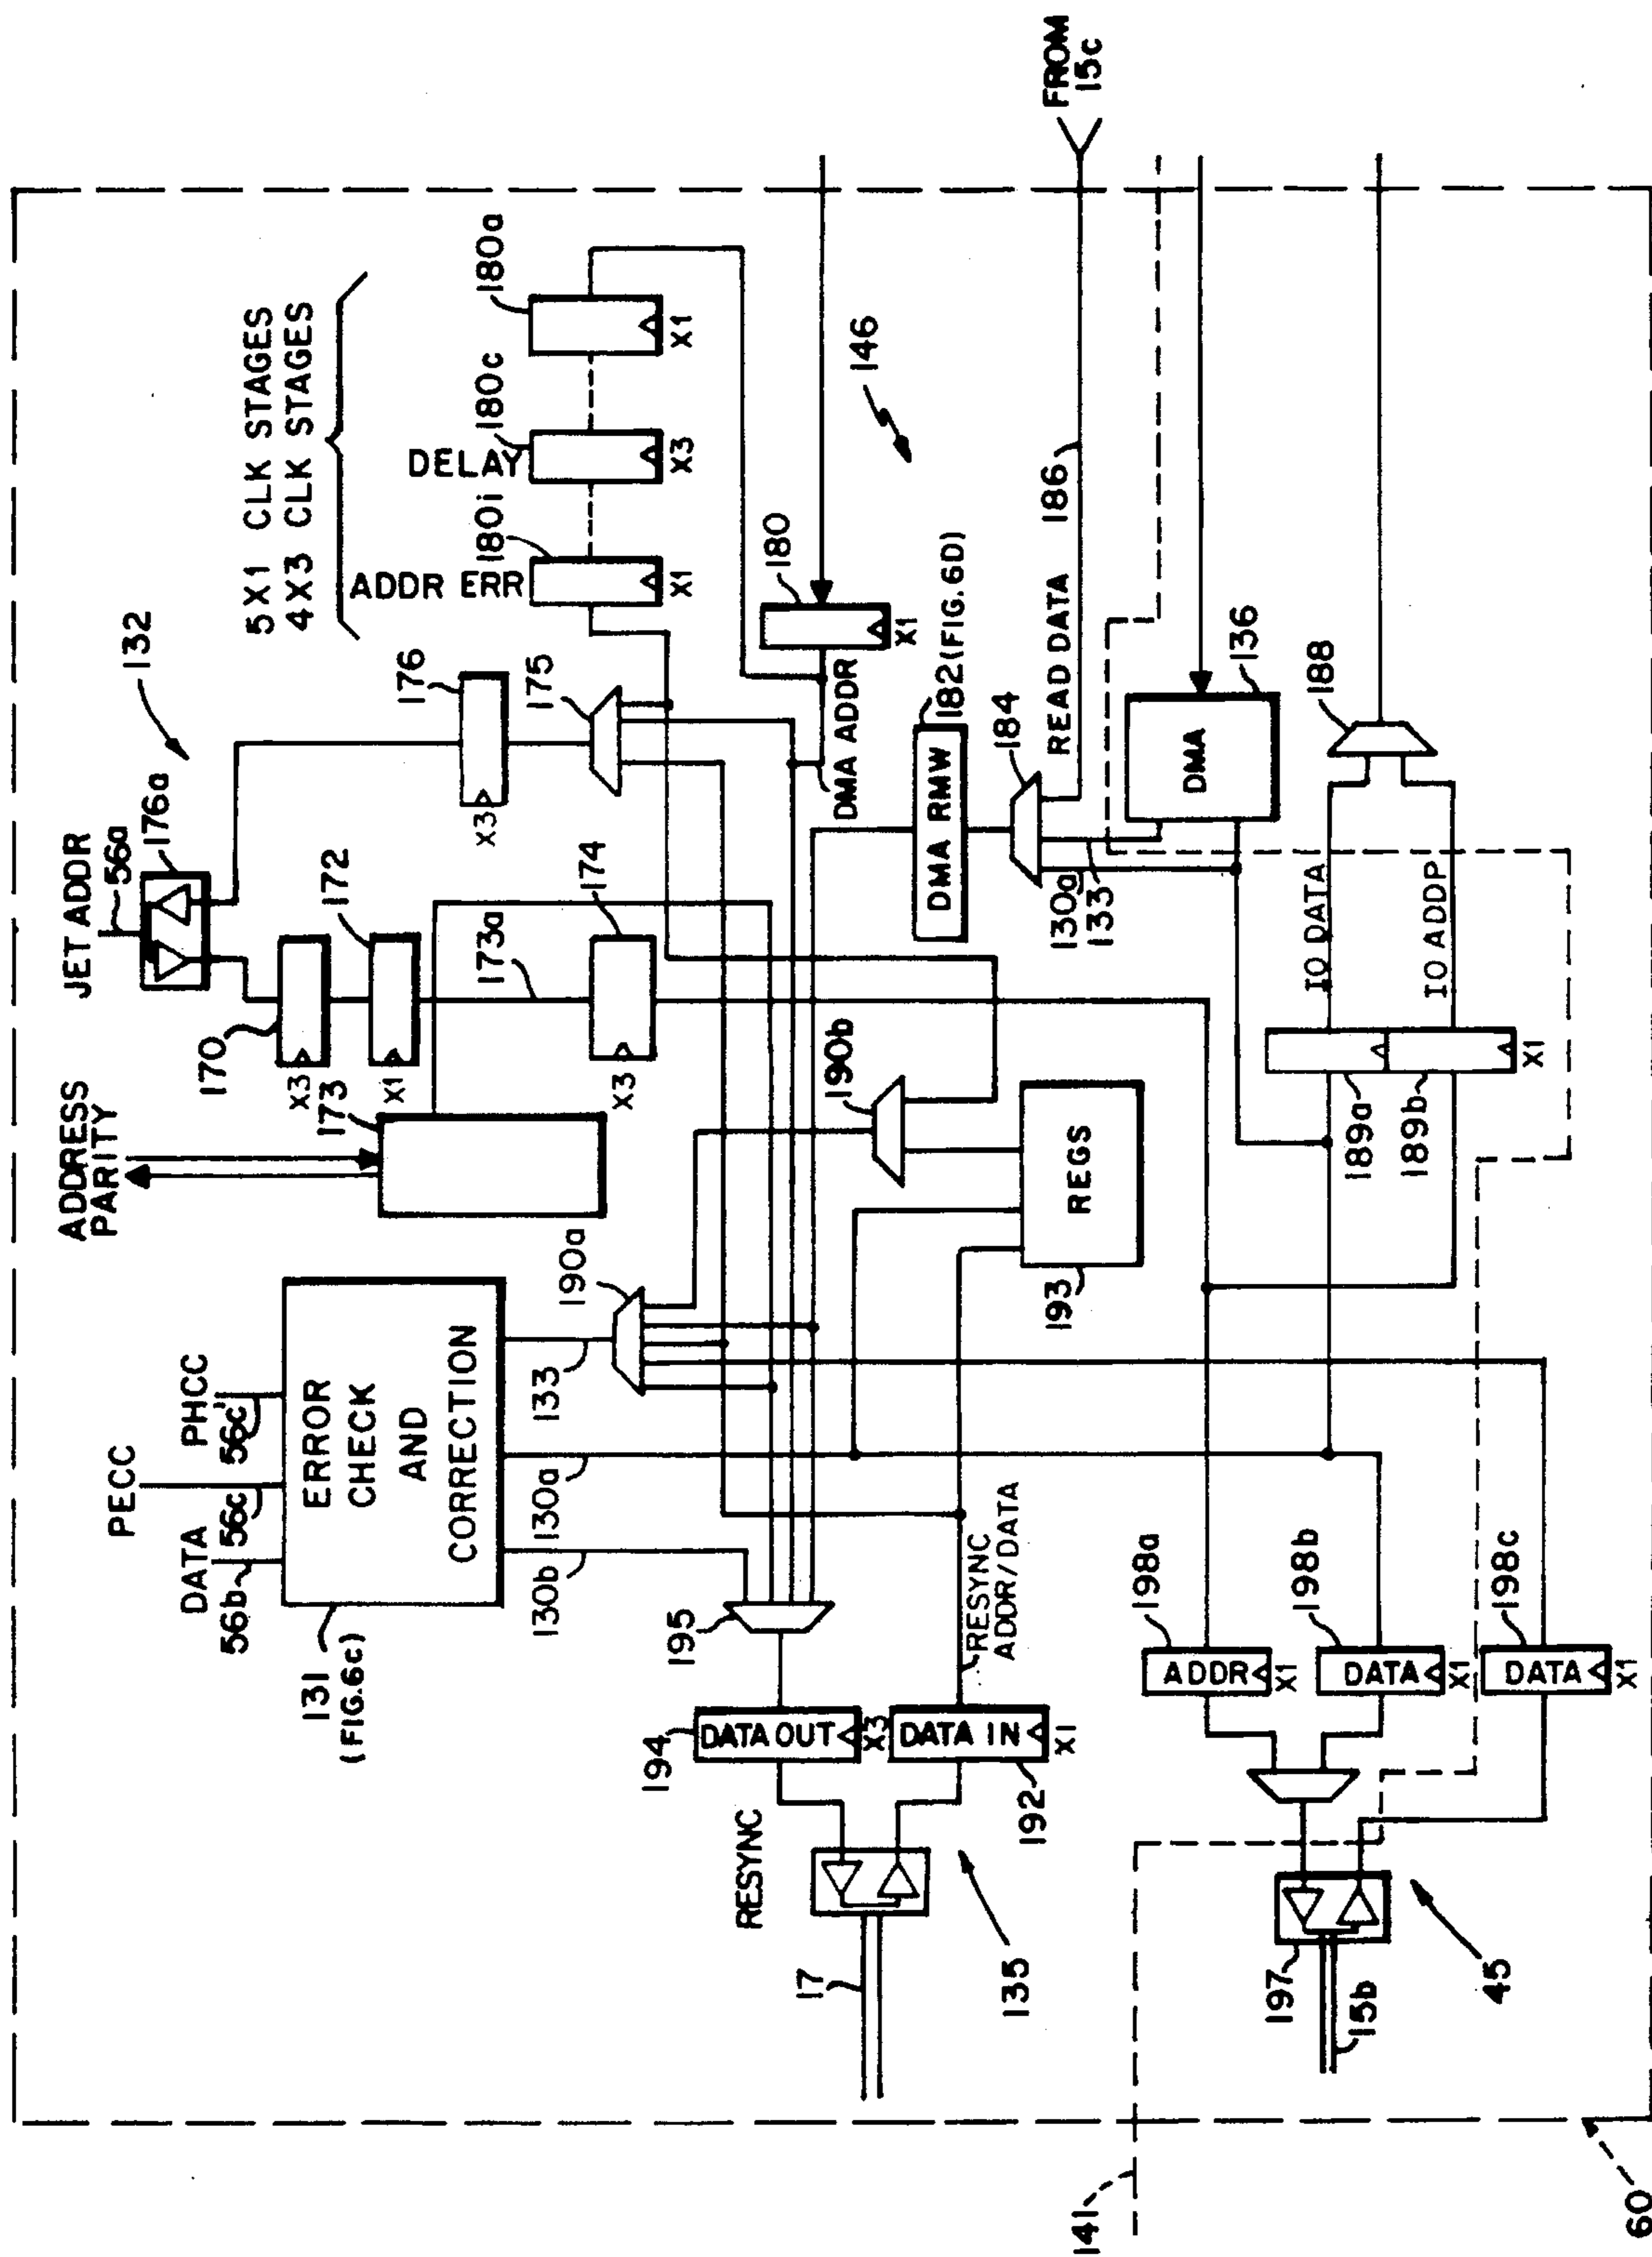 JET ADDR
56a
176a
132
5X1 CLK STAGES
4X3 CLK STAGES
ADDRESS
PARITY
173
170
X3
172
X1
173a
174
X3
176
X3
175
ADDR ERR
180i
X1
DELAY
180c
X3
180a
X1
PECC
PHCC
DATA
56b
56c
56c'
ERROR
CHECK
AND
CORRECTION
131
(FIG.6c)
130b
130a
133
190a
190b
180
X1
DMA ADDR
146
195
DMA RMW
182(FIG.6D)
184
READ DATA
186
FROM
15c
130a
133
RESYNC
194
DATA OUT
X3
DATA IN
X1
192
RESYNC
ADDR/DATA
17
135
REGS
193
DMA
136
IO DATA
IO ADDP
188
189a
189b
X1
198a
ADDR
X1
198b
DATA
X1
198c
DATA
X1
197
15b
45
141
60